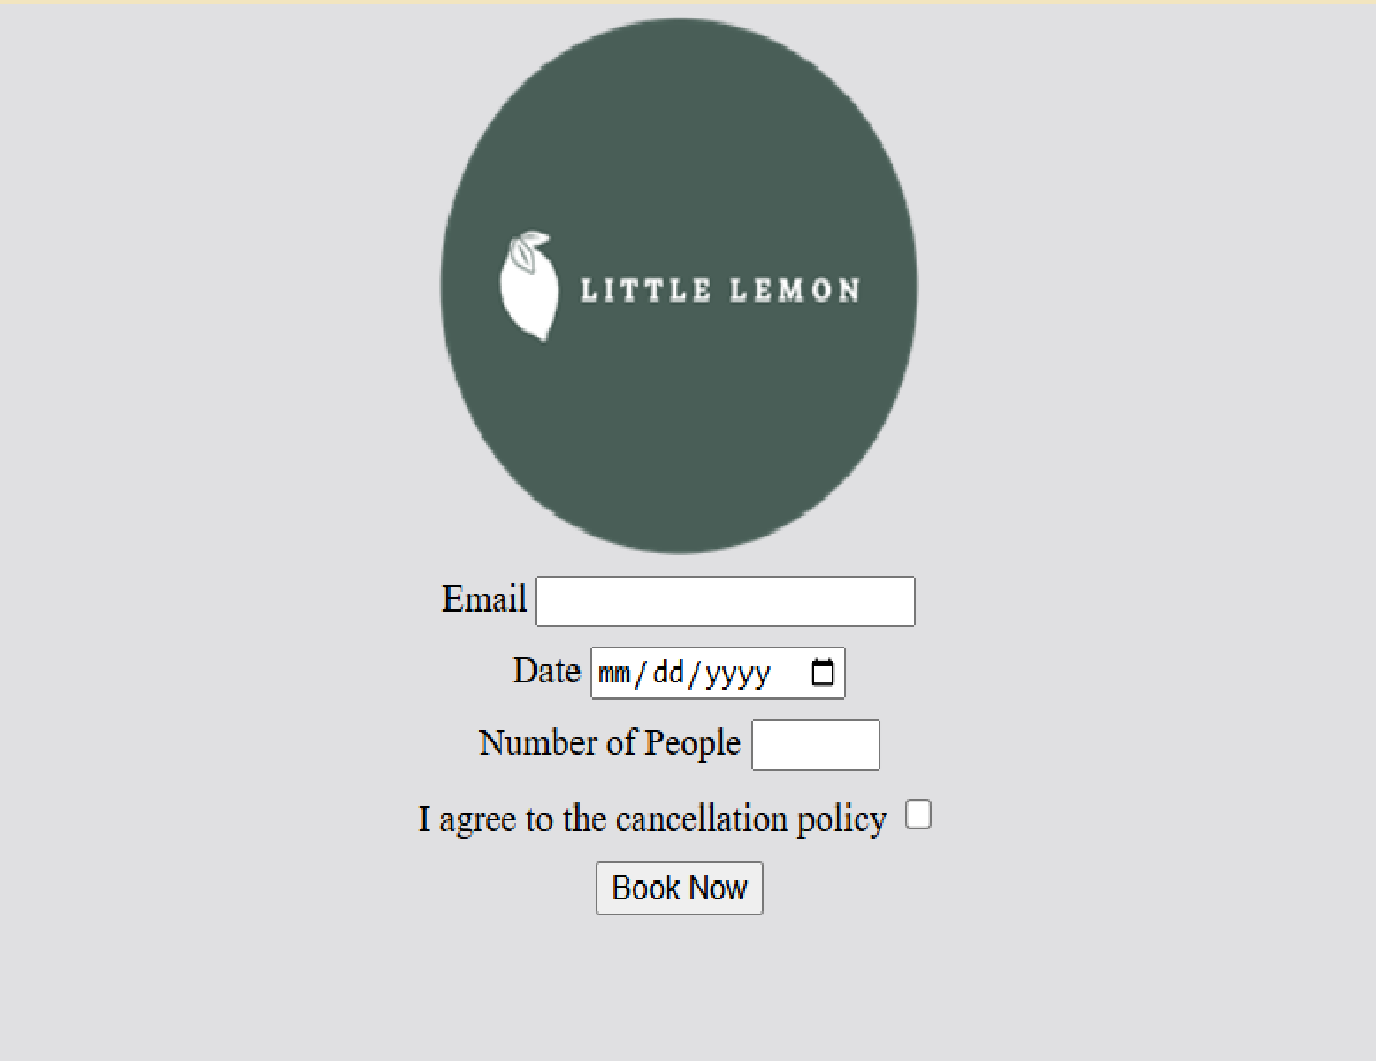 LITTLE LEMON
Email
Date mm/dd/yyyy
Number of People
I agree to the cancellation policy
Book Now